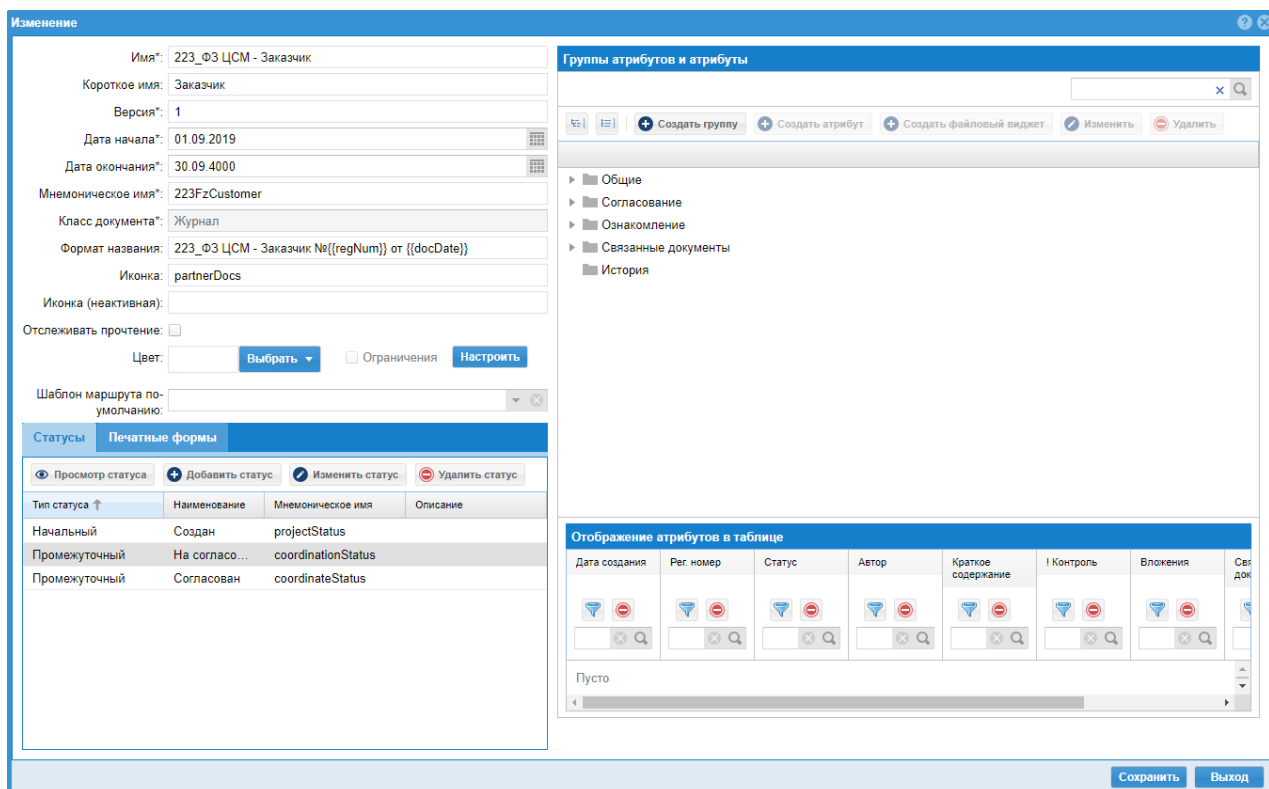 Изменение
Имя*: 223_ФЗ ЦСМ - Заказчик
Короткое имя: Заказчик
Версия*: 1
Дата начала*: 01.09.2019
Дата окончания*: 30.09.4000
Мнемоническое имя*: 223FzCustomer
Класс документа*: Журнал
Формат названия: 223_ФЗ ЦСМ - Заказчик №{{regNum}} от {{docDate}}
Иконка: partnerDocs
Иконка (неактивная):
Отслеживать прочтение:
Цвет: Выбрать Ограничения Настроить
Шаблон маршрута по-
умолчанию:
Статусы Печатные формы
Просмотр статуса Добавить статус Изменить статус Удалить статус
Тип статуса Наименование Мнемоническое имя Описание
Начальный Создан projectStatus
Промежуточный На согласо... coordinationStatus
Промежуточный Согласован coordinateStatus
Группы атрибутов и атрибуты
Создать группу Создать атрибут Создать файловый виджет Изменить Удалить
Общие
Согласование
Ознакомление
Связанные документы
История
Отображение атрибутов в таблице
Дата создания Рег. номер Статус Автор Краткое содержание ! Контроль Вложения
Пусто
Сохранить Выход